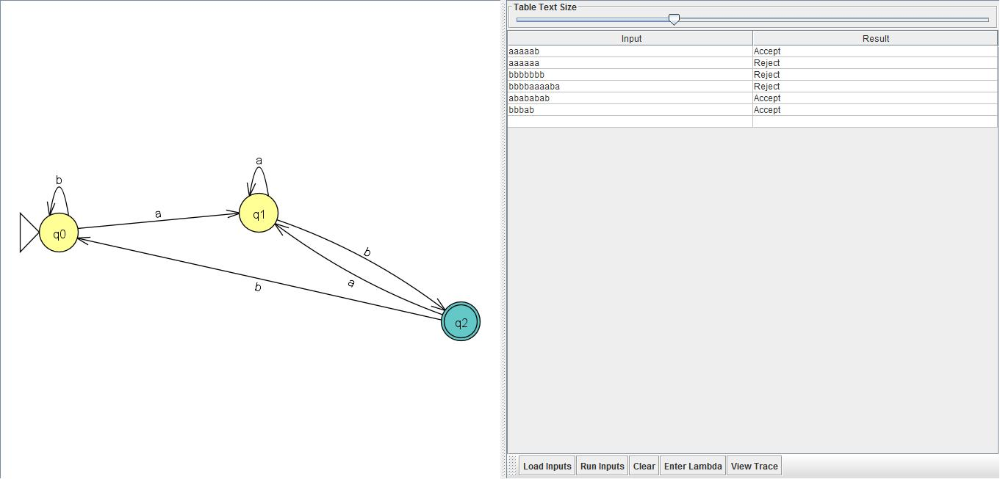 Table Text Size
Input Result
aaaaab Accept
aaaaaa Reject
bbbbbbb Reject
bbbbaaaaba Reject
abababab Accept
bbbab Accept
a
b
a
q1
q0
b
a
b
q2
Load Inputs Run Inputs Clear Enter Lambda View Trace